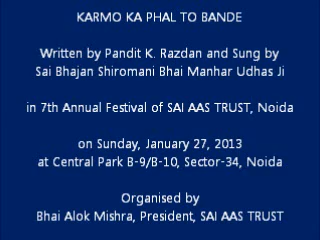 KARMO KA PHAL TO BANDE
Written by Pandit K. Razdan and Sung by
Sai Bhajan Shiromani Bhai Manhar Udhas Ji
in 7th Annual Festival of SAI AAS TRUST, Noida
on Sunday, January 27, 2013
at Central Park B-9/B-10, Sector-34, Noida
Organised by
Bhai Alok Mishra, President, SAI AAS TRUST